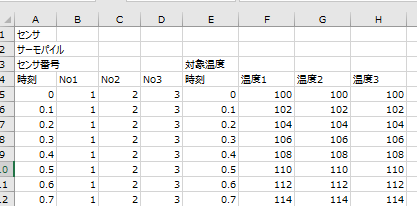 A B C D E F G H
1 センサ
2 サーモパイル
3 センサ番号 対象温度
4 時刻 No1 No2 No3 時刻 温度1 温度2 温度3
5 0 1 2 3 0 100 100 100
6 0.1 1 2 3 0.1 102 102 102
7 0.2 1 2 3 0.2 104 104 104
8 0.3 1 2 3 0.3 106 106 106
9 0.4 1 2 3 0.4 108 108 108
10 0.5 1 2 3 0.5 110 110 110
11 0.6 1 2 3 0.6 112 112 112
12 0.7 1 2 3 0.7 114 114 114